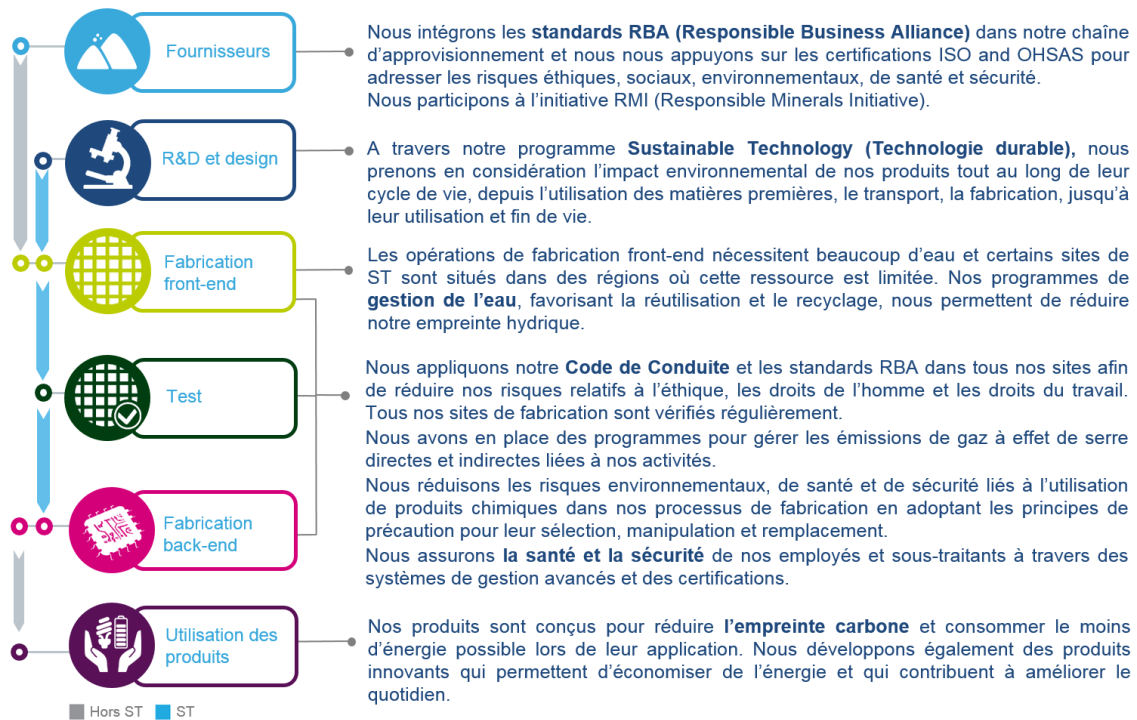 Fournisseurs
Nous intégrons les standards RBA (Responsible Business Alliance) dans notre chaîne
d'approvisionnement et nous nous appuyons sur les certifications ISO and OHSAS pour
adresser les risques éthiques, sociaux, environnementaux, de santé et sécurité.
Nous participons à l'initiative RMI (Responsible Minerals Initiative).
R&D et design
A travers notre programme Sustainable Technology (Technologie durable), nous
prenons en considération l'impact environnemental de nos produits tout au long de leur
cycle de vie, depuis l'utilisation des matières premières, le transport, la fabrication, jusqu'à
leur utilisation et fin de vie.
Fabrication
front-end
Les opérations de fabrication front-end nécessitent beaucoup d'eau et certains sites de
ST sont situés dans des régions où cette ressource est limitée. Nos programmes de
gestion de l'eau, favorisant la réutilisation et le recyclage, nous permettent de réduire
notre empreinte hydrique.
Test
Nous appliquons notre Code de Conduite et les standards RBA dans tous nos sites afin
de réduire nos risques relatifs à l'éthique, les droits de l'homme et les droits du travail.
Tous nos sites de fabrication sont vérifiés régulièrement.
Nous avons en place des programmes pour gérer les émissions de gaz à effet de serre
directes et indirectes liées à nos activités.
Nous réduisons les risques environnementaux, de santé et de sécurité liés à l'utilisation
de produits chimiques dans nos processus de fabrication en adoptant les principes de
précaution pour leur sélection, manipulation et remplacement.
Nous assurons la santé et la sécurité de nos employés et sous-traitants à travers des
systèmes de gestion avancés et des certifications.
Fabrication
back-end
Utilisation des
produits
Nos produits sont conçus pour réduire l'empreinte carbone et consommer le moins
d'énergie possible lors de leur application. Nous développons également des produits
innovants qui permettent d'économiser de l'énergie et qui contribuent à améliorer le
quotidien.
Hors ST ST